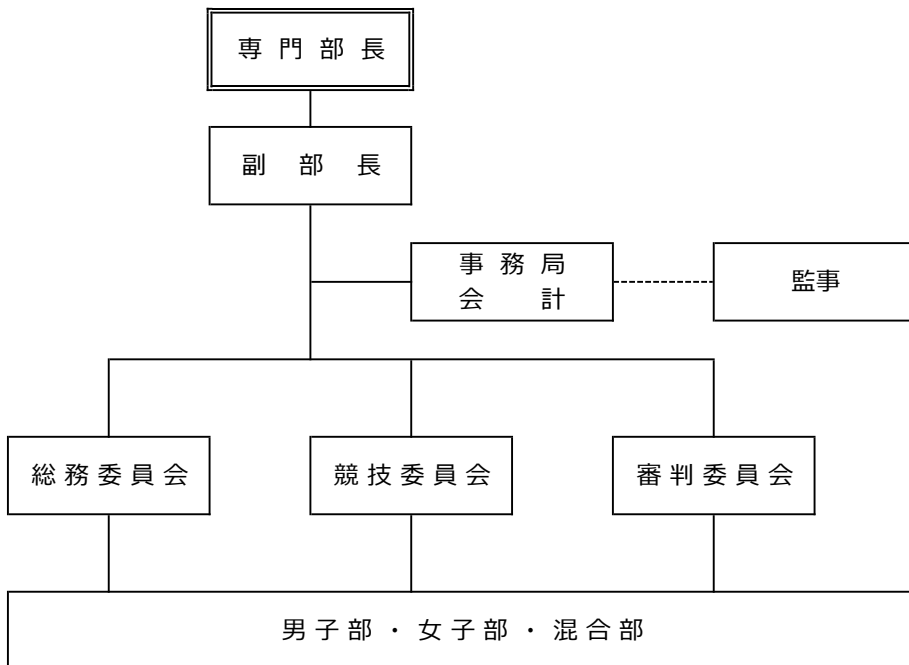 専門部長
副部長
事務局
会計
監事
総務委員会
競技委員会
審判委員会
男子部・女子部・混合部